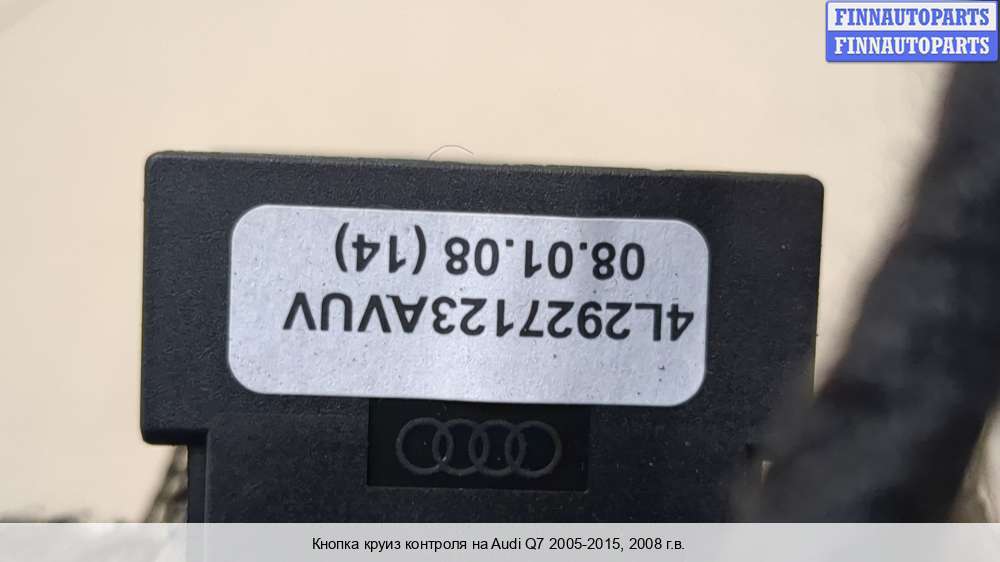 FINNAUTOPARTS
FINNAUTOPARTS
4L2927123AVUV
08.01.08 (14)
Кнопка круиз контроля на Audi Q7 2005-2015, 2008 г.в.